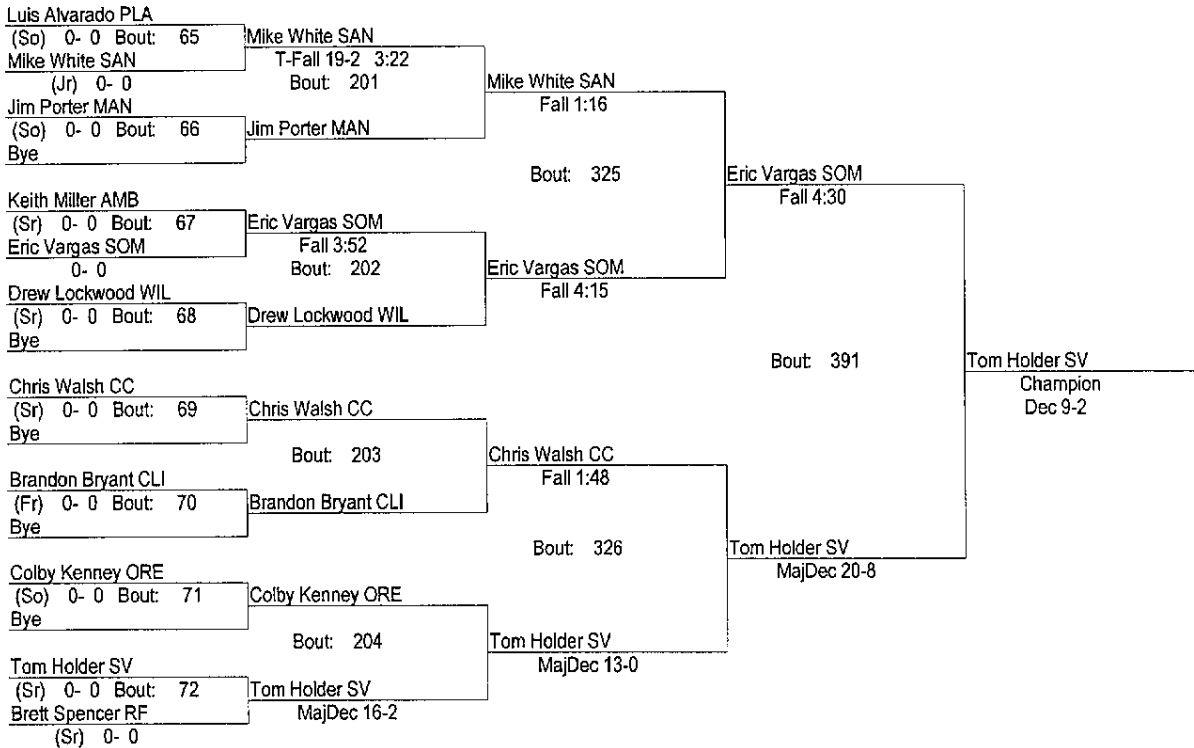 Luis Alvarado PLA
(So) 0- 0 Bout: 65
Mike White SAN
(Jr) 0- 0
Jim Porter MAN
(So) 0- 0 Bout: 66
Bye
Keith Miller AMB
(Sr) 0- 0 Bout: 67
Eric Vargas SOM
0- 0
Drew Lockwood WIL
(Sr) 0- 0 Bout: 68
Bye
Chris Walsh CC
(Sr) 0- 0 Bout: 69
Bye
Brandon Bryant CLI
(Fr) 0- 0 Bout: 70
Bye
Colby Kenney ORE
(So) 0- 0 Bout: 71
Bye
Tom Holder SV
(Sr) 0- 0 Bout: 72
Brett Spencer RF
(Sr) 0- 0
Mike White SAN
T-Fall 19-2 3:22
Bout: 201
Jim Porter MAN
Eric Vargas SOM
Fall 3:52
Bout: 202
Drew Lockwood WIL
Chris Walsh CC
Bout: 203
Brandon Bryant CLI
Colby Kenney ORE
Bout: 204
Tom Holder SV
MajDec 16-2
Mike White SAN
Fall 1:16
Bout: 325
Eric Vargas SOM
Fall 4:15
Chris Walsh CC
Fall 1:48
Bout: 326
Tom Holder SV
MajDec 13-0
Eric Vargas SOM
Fall 4:30
Bout: 391
Tom Holder SV
MajDec 20-8
Tom Holder SV
Champion
Dec 9-2